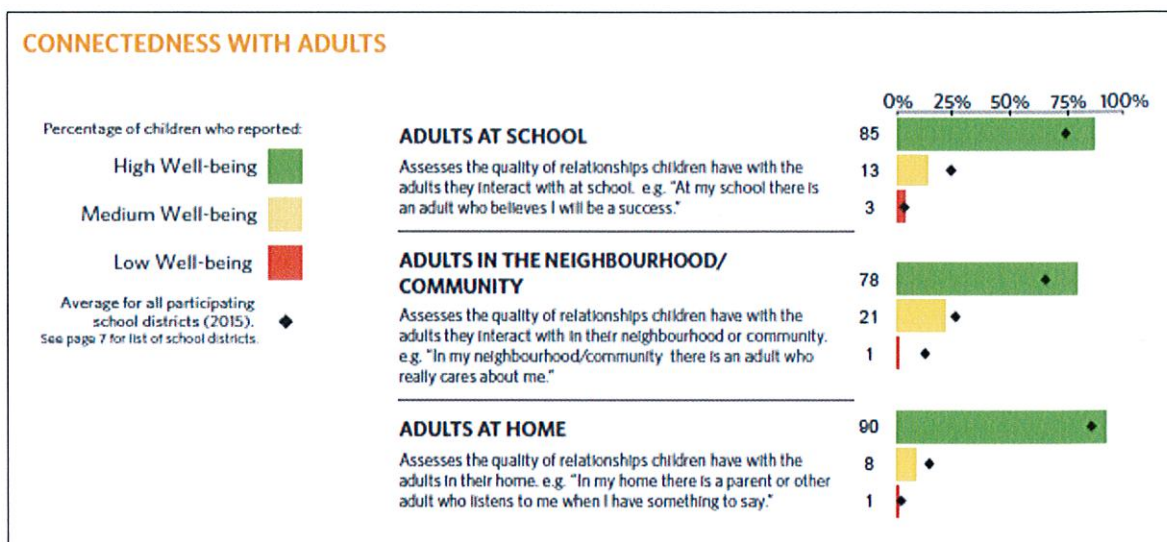 CONNECTEDNESS WITH ADULTS
Percentage of children who reported:
High Well-being
Medium Well-being
Low Well-being
Average for all participating
school districts (2015).
See page 7 for list of school districts.
0% 25% 50% 75% 100%
ADULTS AT SCHOOL
Assesses the quality of relationships children have with the
adults they interact with at school. e.g. “At my school there is
an adult who believes I will be a success.”
85
13
3
ADULTS IN THE NEIGHBOURHOOD/
COMMUNITY
Assesses the quality of relationships children have with the
adults they interact with in their neighbourhood or community.
e.g. “In my neighbourhood/community there is an adult who
really cares about me.”
78
21
1
ADULTS AT HOME
Assesses the quality of relationships children have with the
adults in their home. e.g. “In my home there is a parent or other
adult who listens to me when I have something to say.”
90
8
1